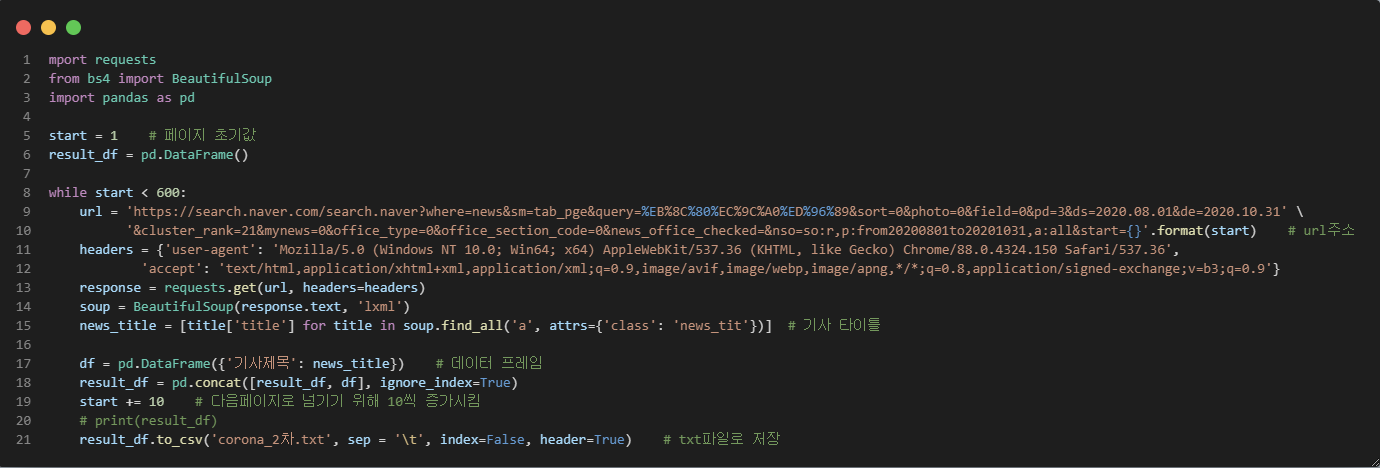 1 mport requests
2 from bs4 import BeautifulSoup
3 import pandas as pd
4
5 start = 1    # 페이지 초기값
6 result_df = pd.DataFrame()
7
8 while start < 600:
9     url = 'https://search.naver.com/search.naver?where=news&sm=tab_pge&query=%EB%8C%80%EC%9C%A0%ED%96%89&sort=0&photo=0&field=0&pd=3&ds=2020.08.01&de=2020.10.31' \
10           '&cluster_rank=21&mynews=0&office_type=0&office_section_code=0&news_office_checked=&nso=so:r,p:from20200801to20201031,a:all&start={}'.format(start)    # url주소
11     headers = {'user-agent': 'Mozilla/5.0 (Windows NT 10.0; Win64; x64) AppleWebKit/537.36 (KHTML, like Gecko) Chrome/88.0.4324.150 Safari/537.36',
12             'accept': 'text/html,application/xhtml+xml,application/xml;q=0.9,image/avif,image/webp,image/apng,*/*;q=0.8,application/signed-exchange;v=b3;q=0.9'}
13     response = requests.get(url, headers=headers)
14     soup = BeautifulSoup(response.text, 'lxml')
15     news_title = [title['title'] for title in soup.find_all('a', attrs={'class': 'news_tit'})]  # 기사 타이틀
16
17     df = pd.DataFrame({'기사제목': news_title})    # 데이터 프레임
18     result_df = pd.concat([result_df, df], ignore_index=True)
19     start += 10    # 다음페이지로 넘기기 위해 10씩 증가시킴
20     # print(result_df)
21     result_df.to_csv('corona_2차.txt', sep = '\t', index=False, header=True)    # txt파일로 저장